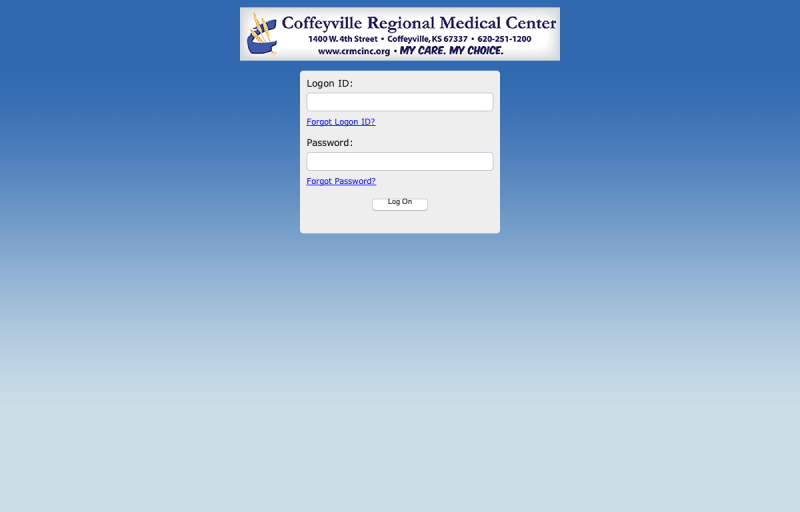 Coffeyville Regional Medical Center
1400 W. 4th Street • Coffeyville, KS 67337 • 620-251-1200
www.crmcinc.org • MY CARE. MY CHOICE.
Logon ID:
Forgot Logon ID?
Password:
Forgot Password?
Log On